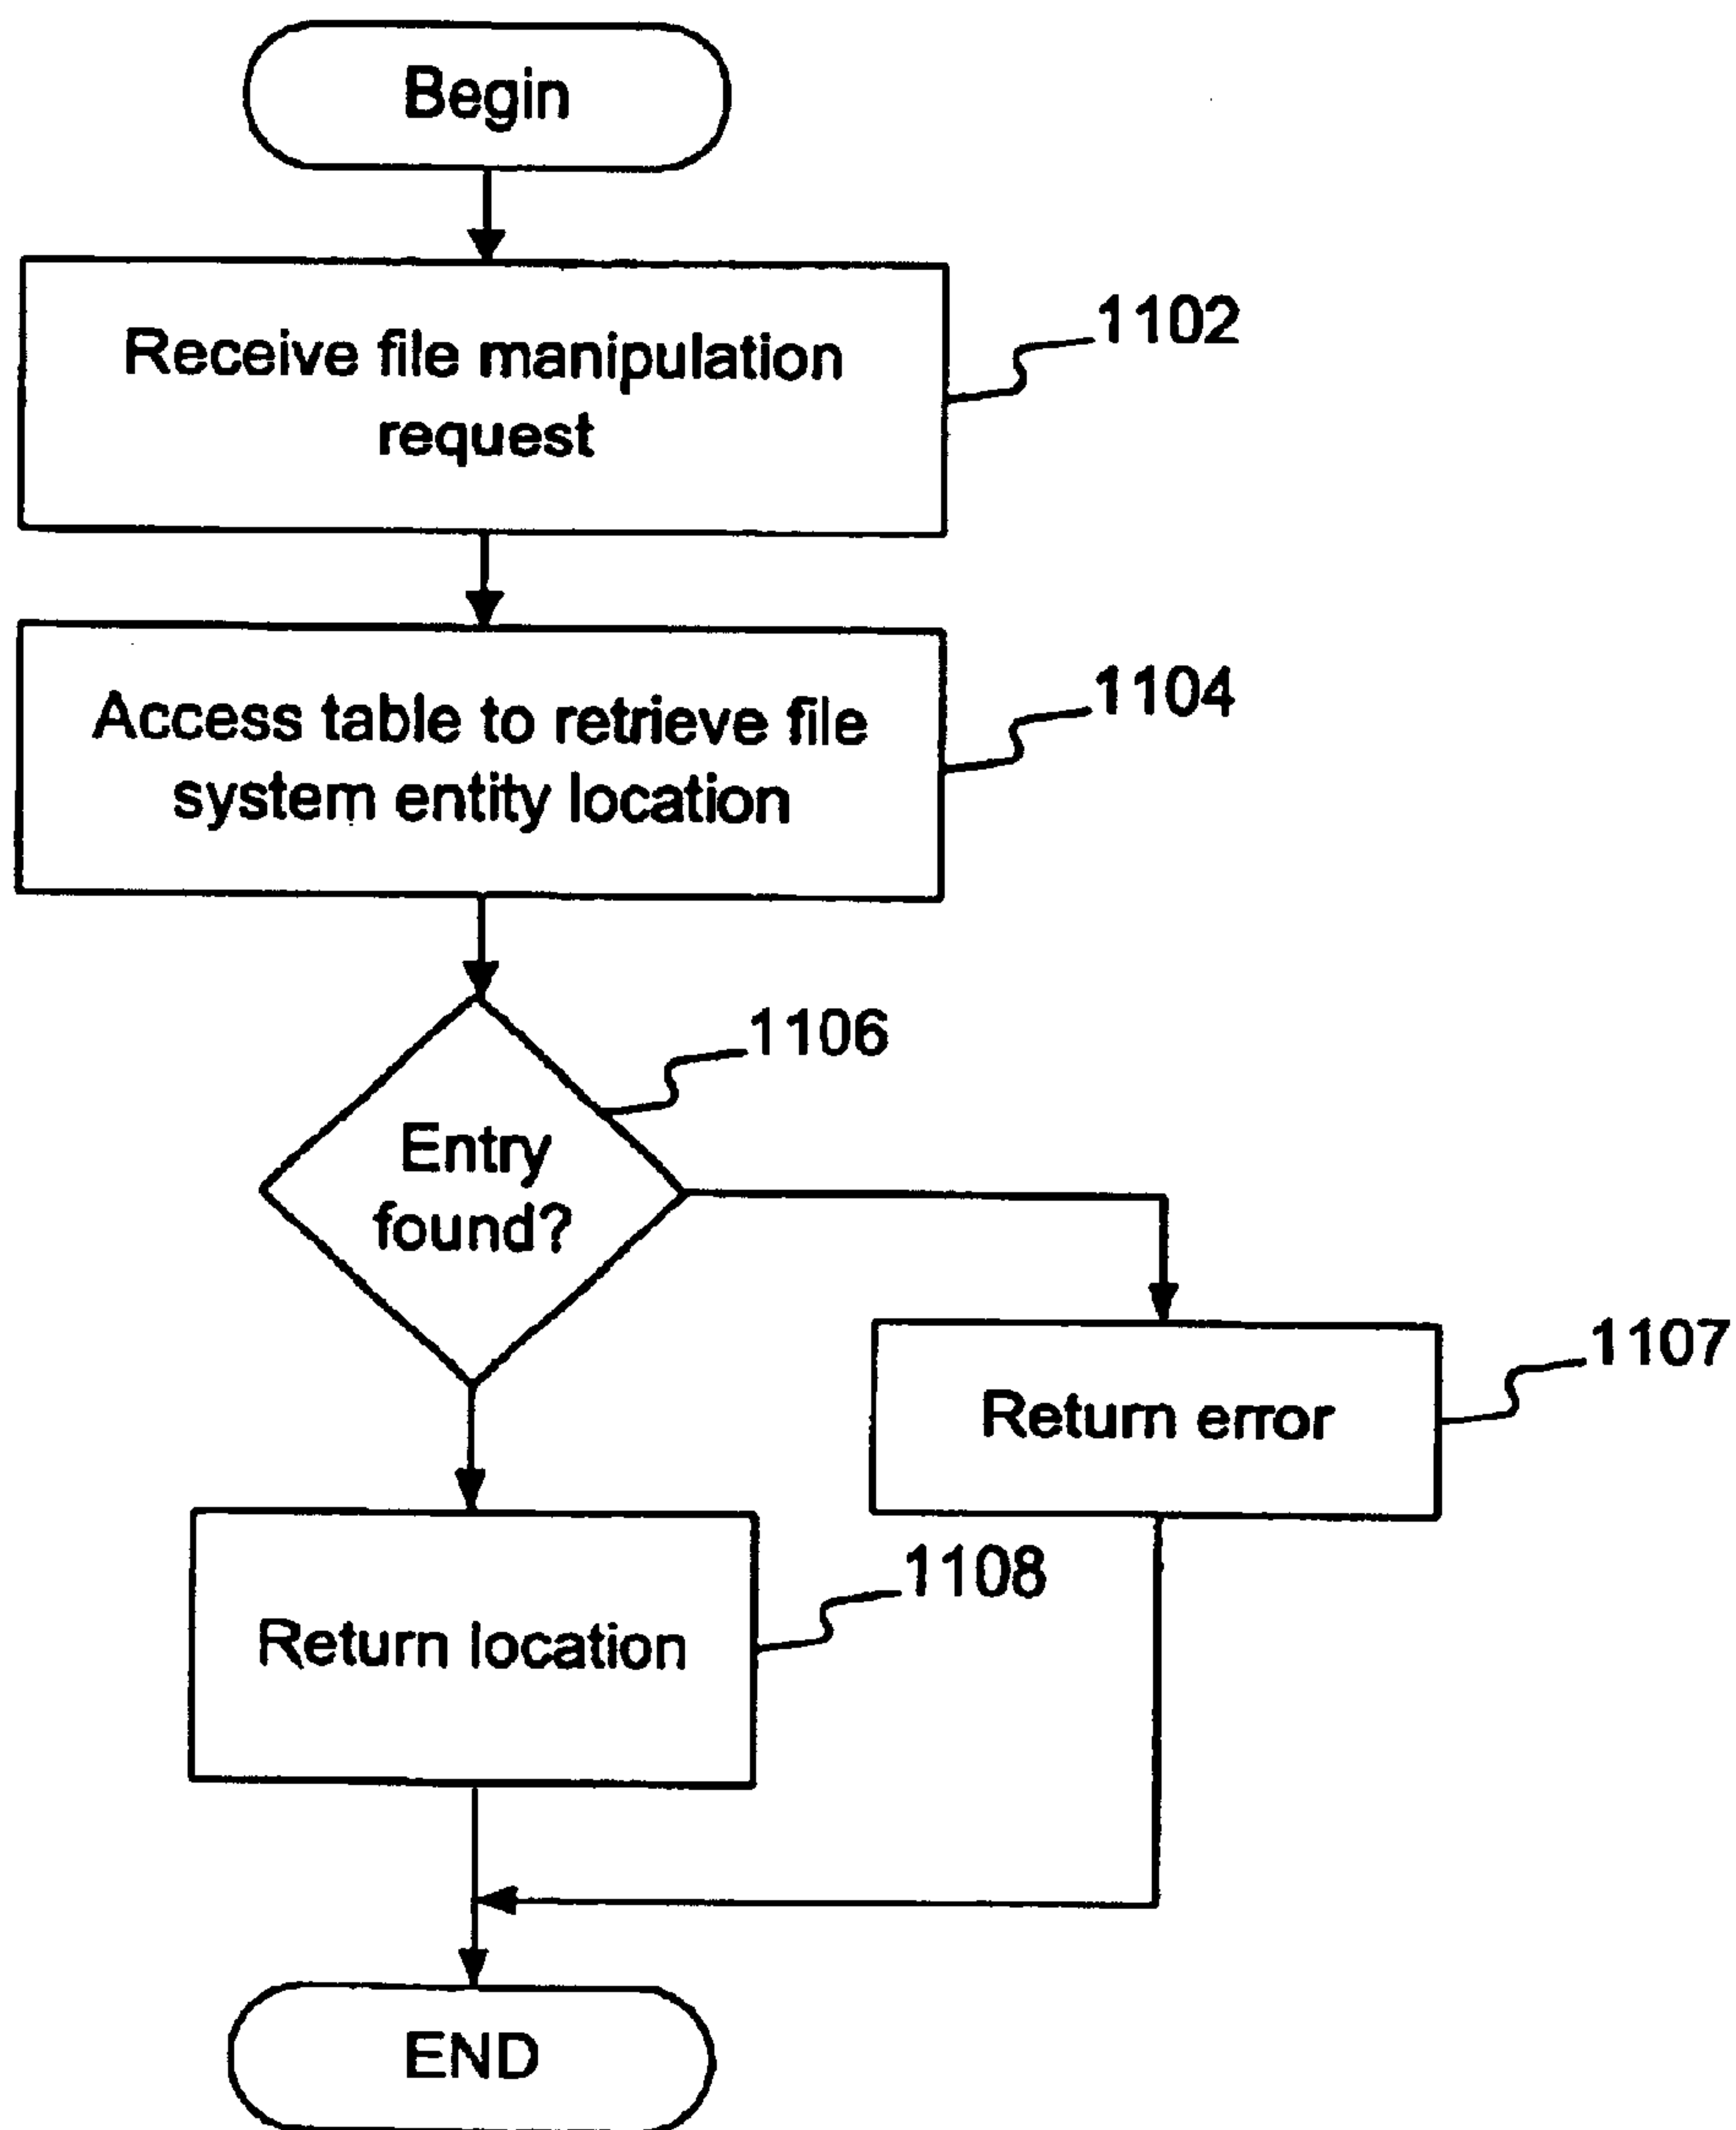 Begin
Receive file manipulation
request
1102
Access table to retrieve file
system entity location
1104
1106
Entry
found?
Return error
1107
Return location
1108
END